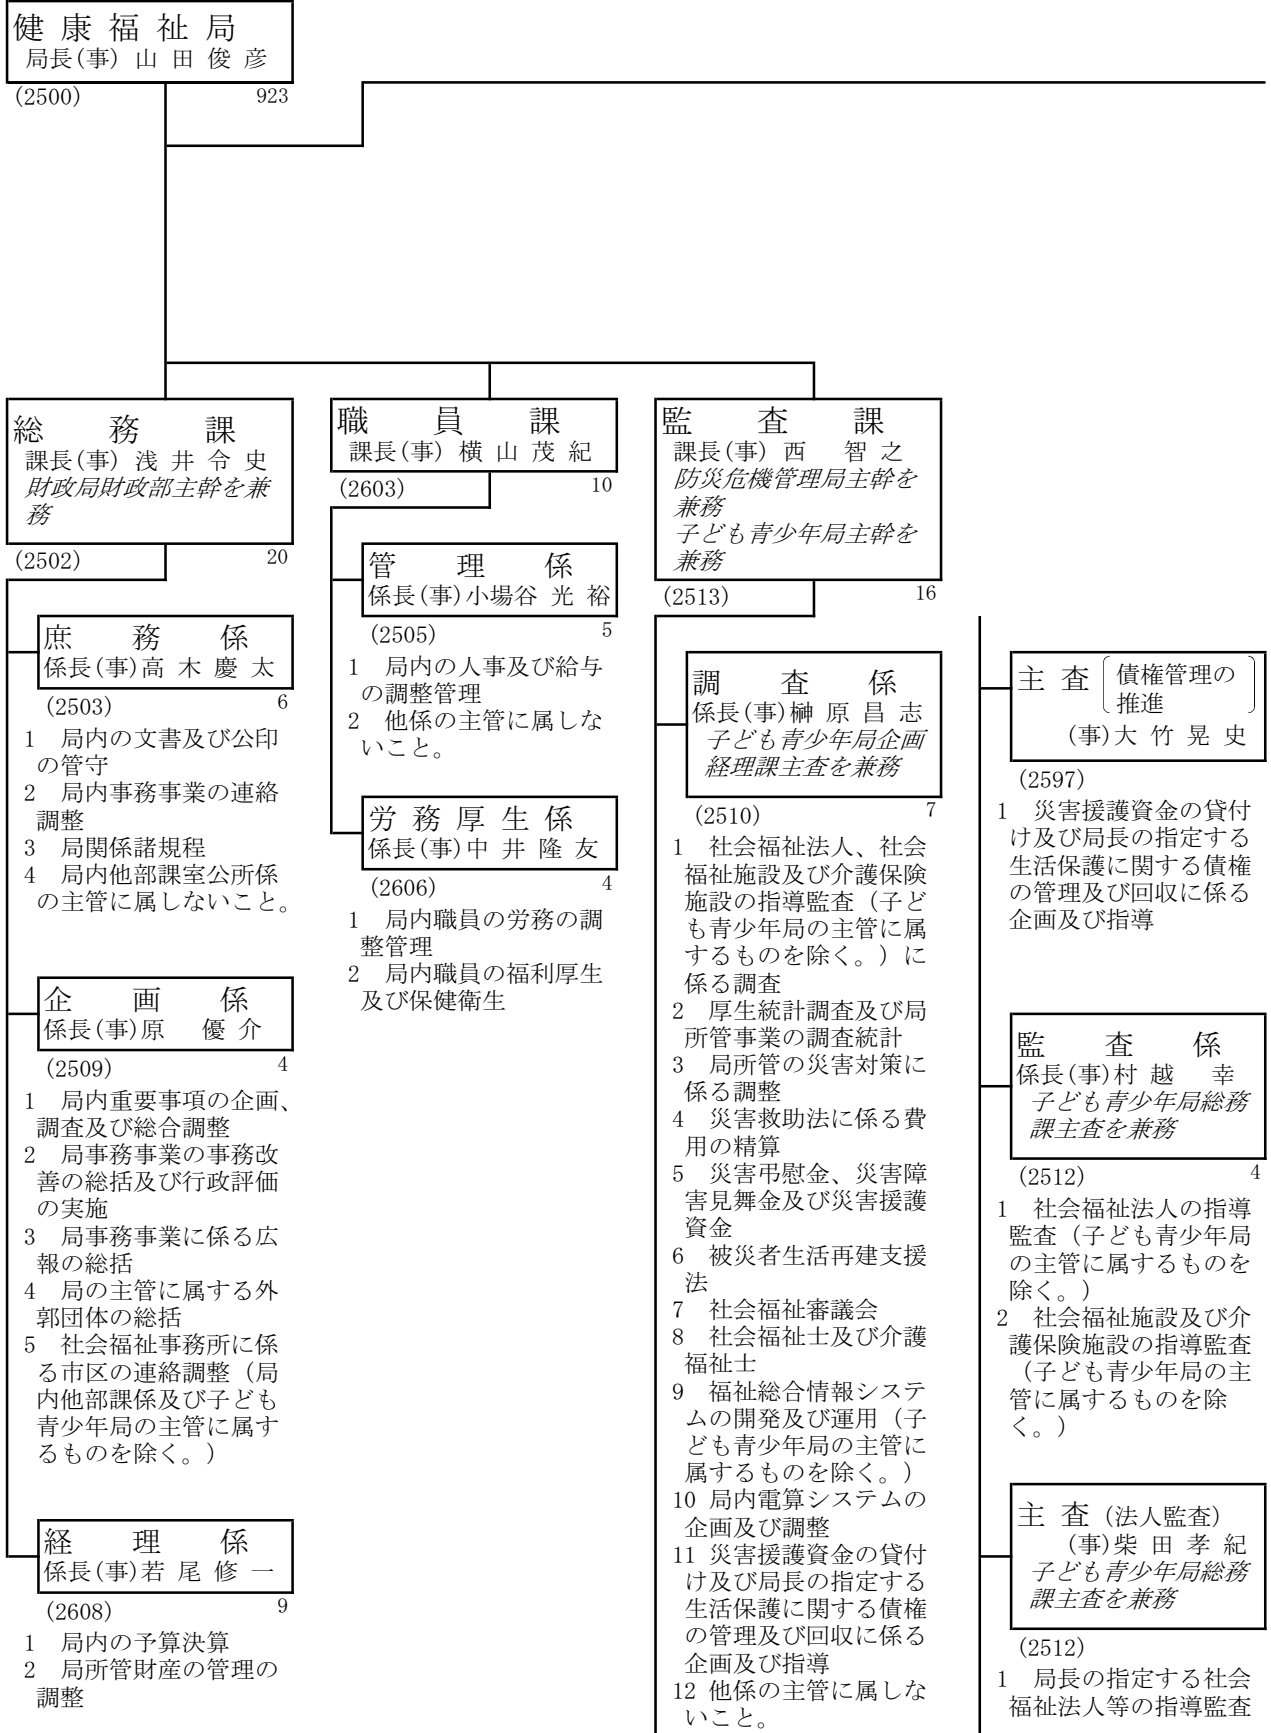 健康福祉局
局長(事) 山田俊彦
(2500) 923
総務課
課長(事) 浅井令史
財政局財政部主幹を兼
務
(2502) 20
庶務係
係長(事)高木慶太
(2503) 6
1 局内の文書及び公印
の管守
2 局内事務事業の連絡
調整
3 局関係諸規程
4 局内他部課室公所係
の主管に属しないこと。
企画係
係長(事)原 優介
(2509) 4
1 局内重要事項の企画、
調査及び総合調整
2 局事務事業の事務改
善の総括及び行政評価
の実施
3 局事務事業に係る広
報の総括
4 局の主管に属する外
郭団体の総括
5 社会福祉事務所に係
る市区の連絡調整（局
内他部課係及び子ども
青少年局の主管に属す
るものを除く。）
経理係
係長(事)若尾修一
(2608) 9
1 局内の予算決算
2 局所管財産の管理の
調整
職員課
課長(事) 横山茂紀
(2603) 10
管理係
係長(事)小場谷光裕
(2505) 5
1 局内の人事及び給与
の調整管理
2 他係の主管に属しな
いこと。
労務厚生係
係長(事)中井隆友
(2606) 4
1 局内職員の労務の調
整管理
2 局内職員の福利厚生
及び保健衛生
監査課
課長(事) 西 智之
防災危機管理局主幹を
兼務
子ども青少年局主幹を
兼務
(2513) 16
調査係
係長(事)榊原昌志
子ども青少年局企画
経理課主査を兼務
(2510) 7
1 社会福祉法人、社会
福祉施設及び介護保険
施設の指導監査（子ど
も青少年局の主管に属
するものを除く。）に
係る調査
2 厚生統計調査及び局
所管事業の調査統計
3 局所管の災害対策に
係る調整
4 災害救助法に係る費
用の精算
5 災害弔慰金、災害障
害見舞金及び災害援護
資金
6 被災者生活再建支援
法
7 社会福祉審議会
8 社会福祉士及び介護
福祉士
9 福祉総合情報システ
ムの開発及び運用（子
ども青少年局の主管に
属するものを除く。）
10 局内電算システムの
企画及び調整
11 災害援護資金の貸付
け及び局長の指定する
生活保護に関する債権
の管理及び回収に係る
企画及び指導
12 他係の主管に属しな
いこと。
主査〔債権管理の
推進〕
(事)大竹晃史
(2597)
1 災害援護資金の貸付
け及び局長の指定する
生活保護に関する債権
の管理及び回収に係る
企画及び指導
監査係
係長(事)村越 幸
子ども青少年局総務
課主査を兼務
(2512) 4
1 社会福祉法人の指導
監査（子ども青少年局
の主管に属するものを
除く。）
2 社会福祉施設及び介
護保険施設の指導監査
（子ども青少年局の主
管に属するものを除
く。）
主査（法人監査）
(事)柴田孝紀
子ども青少年局総務
課主査を兼務
(2512)
1 局長の指定する社会
福祉法人等の指導監査